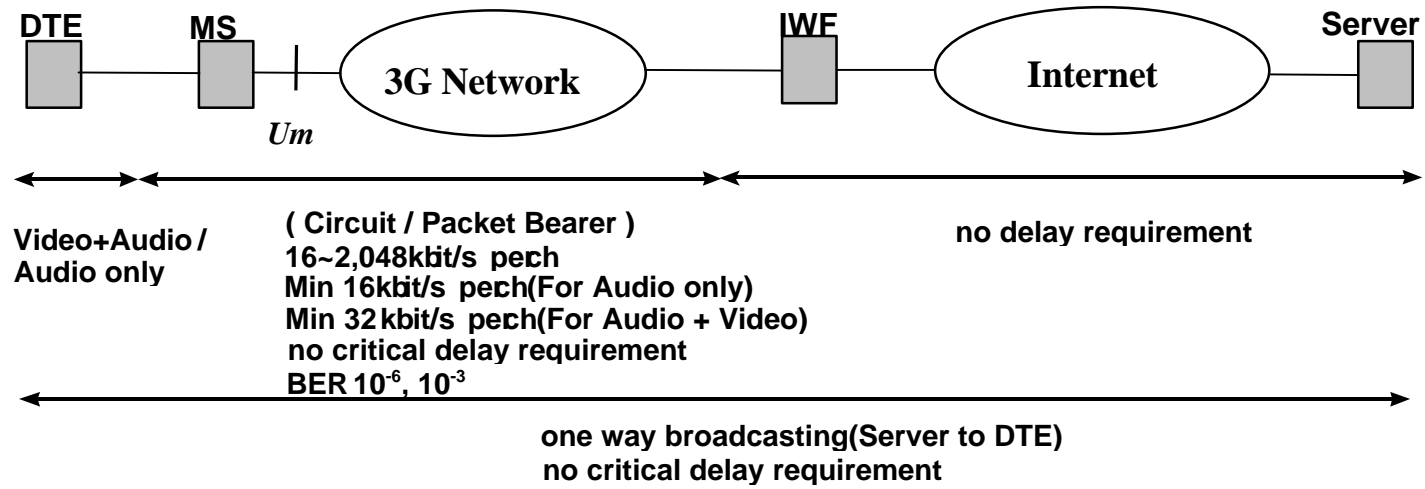 DTE
MS
IWF
Server
3G Network
Internet
Um
Video+Audio /
Audio only
( Circuit / Packet Bearer )
16~2,048kbit/s perch
Min 16kbit/s perch(For Audio only)
Min 32kbit/s perch(For Audio + Video)
no critical delay requirement
BER 10⁻⁶, 10⁻³
no delay requirement
one way broadcasting(Server to DTE)
no critical delay requirement